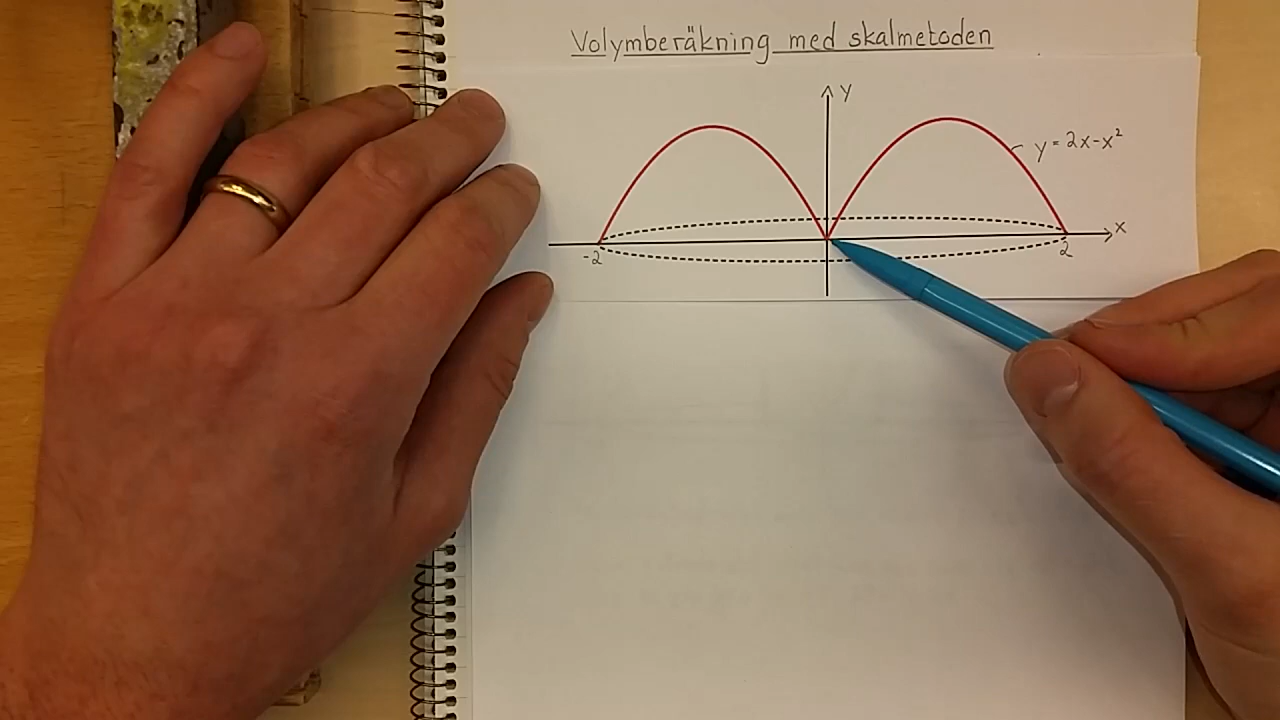 Volymberäkning med skalmetoden
y
y = 2x-x²
x
-2
2